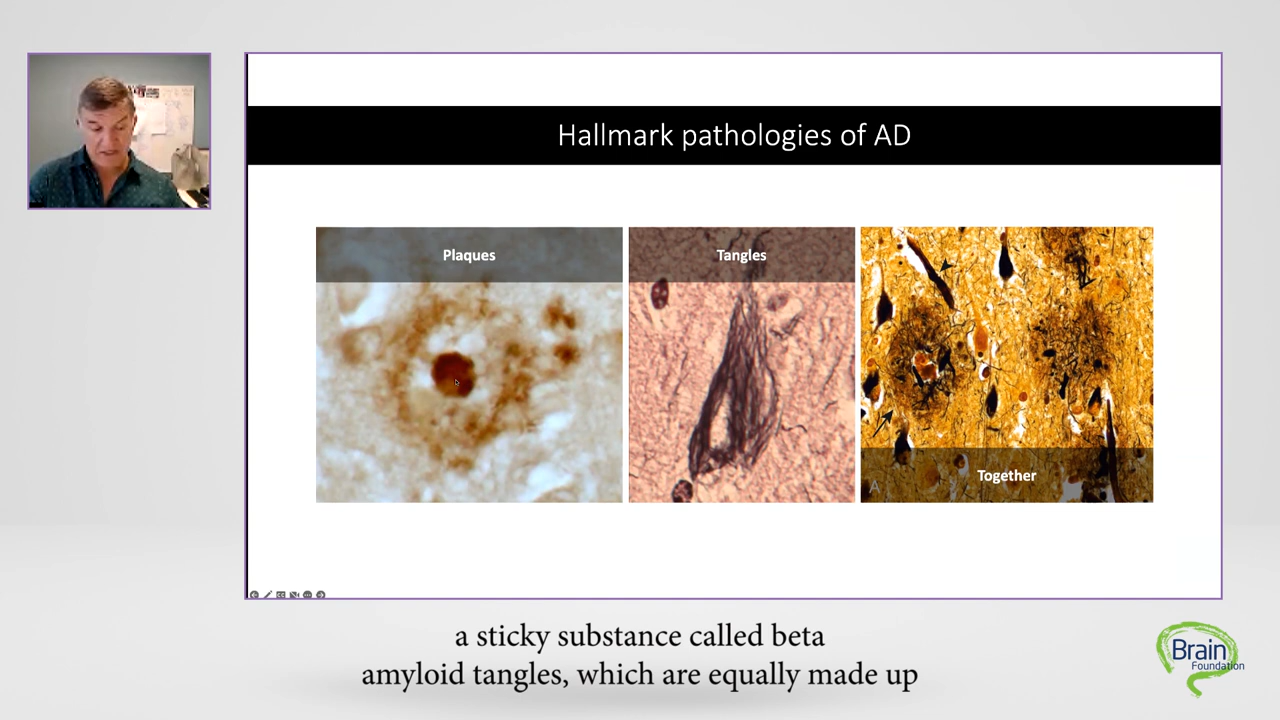 Hallmark pathologies of AD
Plaques
Tangles
Together
A
a sticky substance called beta
amyloid tangles, which are equally made up
Brain
Foundation